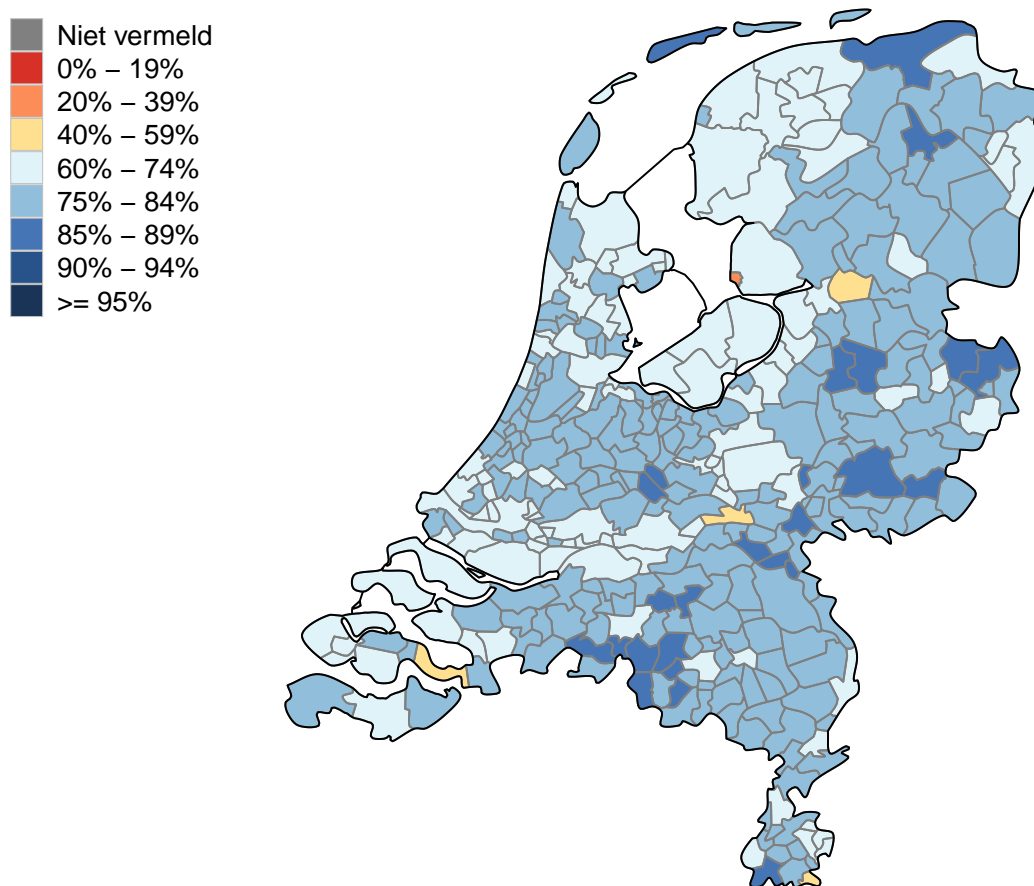 Niet vermeld
0% – 19%
20% – 39%
40% – 59%
60% – 74%
75% – 84%
85% – 89%
90% – 94%
>= 95%